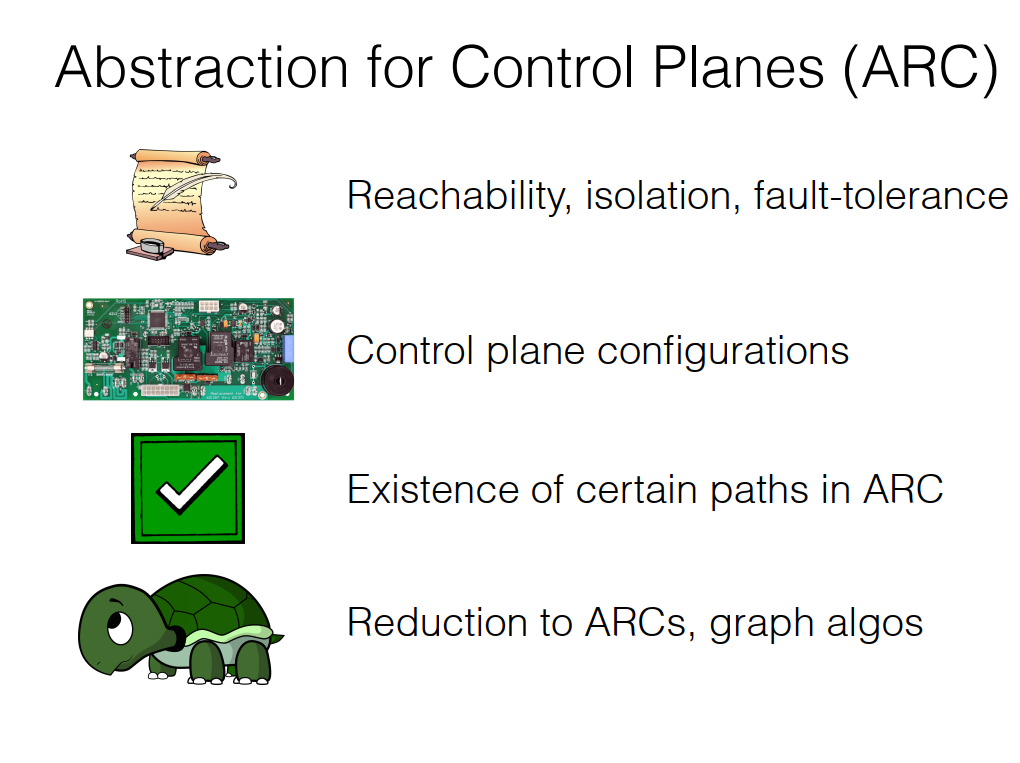 Abstraction for Control Planes (ARC)
Reachability, isolation, fault-tolerance
Control plane configurations
Existence of certain paths in ARC
Reduction to ARCs, graph algos